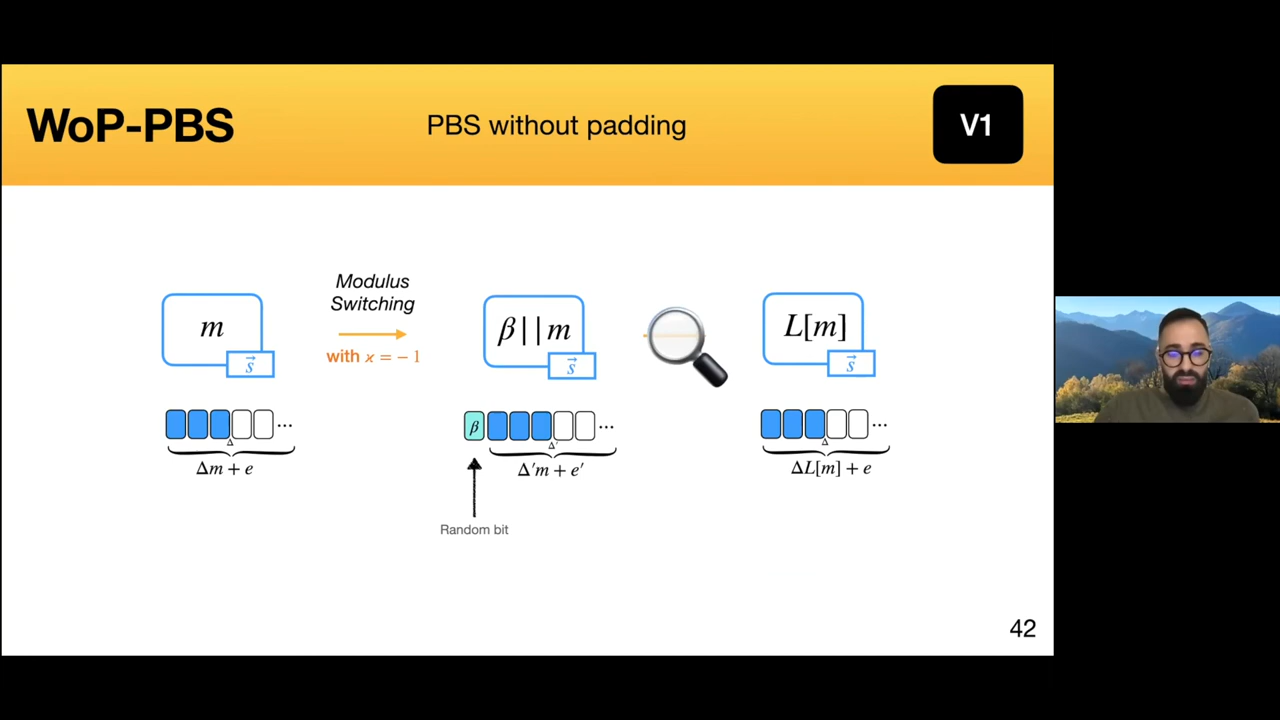 WoP-PBS
PBS without padding
V1
Modulus
Switching
with ϰ = − 1
m
s⃗
β||m
s⃗
L[m]
s⃗
...
Δ
Δm + e
β
...
Δ'
Δ′m + e′
...
Δ
ΔL[m] + e
Random bit
42